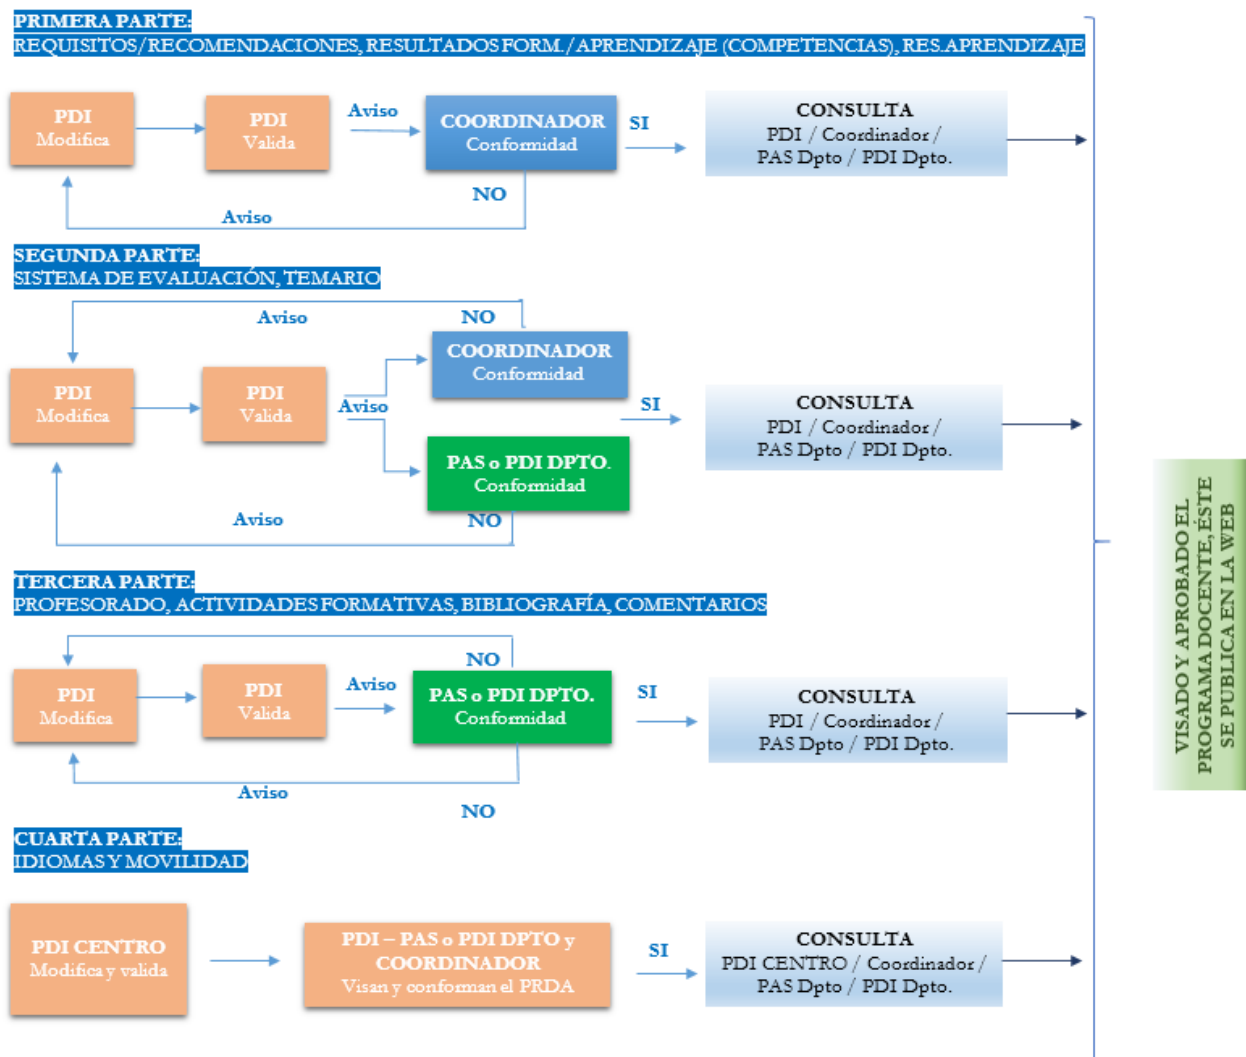 PRIMERA PARTE:
REQUISITOS/RECOMENDACIONES, RESULTADOS FORM./APRENDIZAJE (COMPETENCIAS), RES.APRENDIZAJE
PDI
Modifica
PDI
Valida
Aviso
COORDINADOR
Conformidad
SI
CONSULTA
PDI / Coordinador /
PAS Dpto / PDI Dpto.
NO
Aviso
SEGUNDA PARTE:
SISTEMA DE EVALUACIÓN, TEMARIO
Aviso
NO
COORDINADOR
Conformidad
PDI
Modifica
PDI
Valida
Aviso
SI
CONSULTA
PDI / Coordinador /
PAS Dpto / PDI Dpto.
PAS o PDI DPTO.
Conformidad
Aviso
NO
TERCERA PARTE:
PROFESORADO, ACTIVIDADES FORMATIVAS, BIBLIOGRAFÍA, COMENTARIOS
NO
PDI
Modifica
PDI
Valida
Aviso
PAS o PDI DPTO.
Conformidad
SI
CONSULTA
PDI / Coordinador /
PAS Dpto / PDI Dpto.
Aviso
NO
CUARTA PARTE:
IDIOMAS Y MOVILIDAD
PDI CENTRO
Modifica y valida
PDI – PAS o PDI DPTO y
COORDINADOR
Visan y conforman el PRDA
SI
CONSULTA
PDI CENTRO / Coordinador /
PAS Dpto / PDI Dpto.
VISADO Y APROBADO EL
PROGRAMA DOCENTE, ÉSTE
SE PUBLICA EN LA WEB